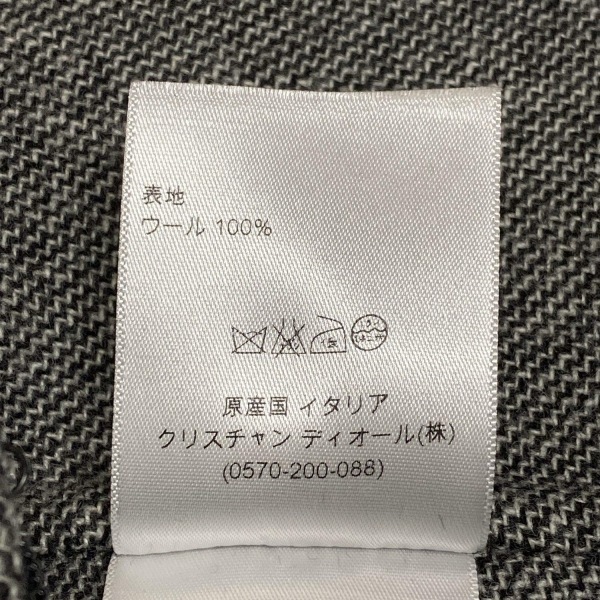 表地
ウール 100%
原産国 イタリア
クリスチャン ディオール(株)
(0570-200-088)